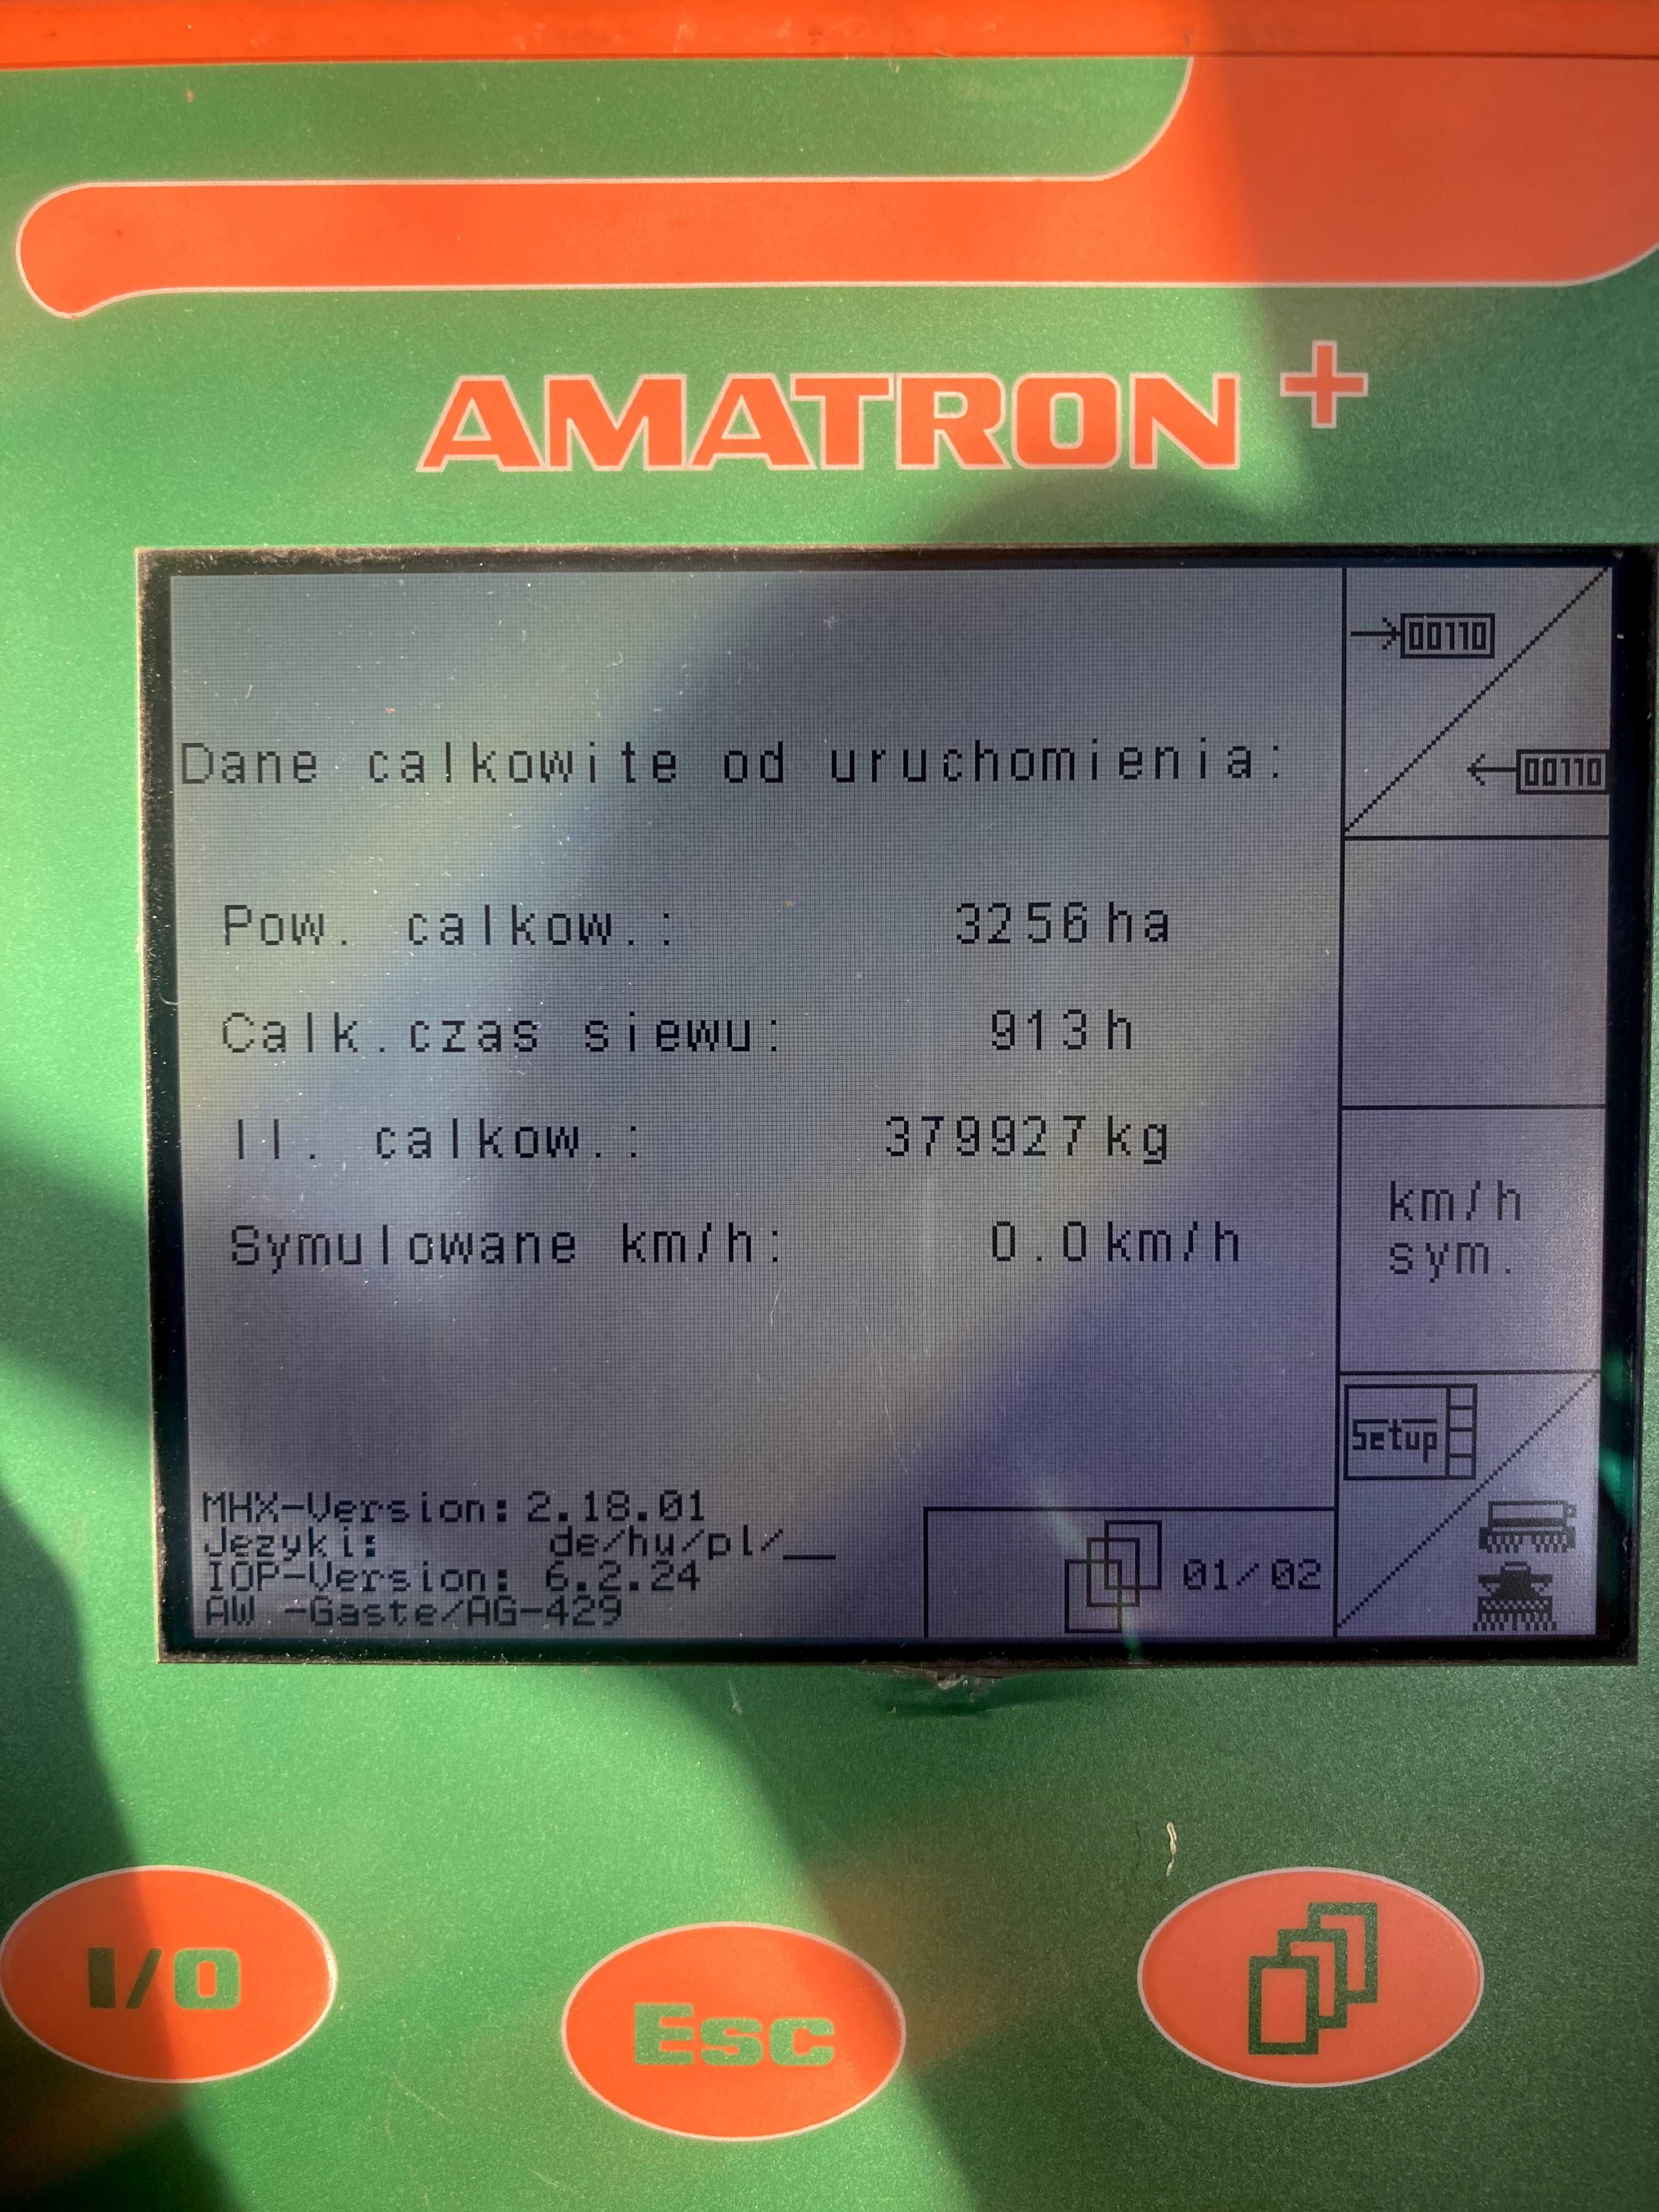 AMATRON+
00110
00110
Dane calkowite od uruchomienia:
Pow. calkow.: 3256ha
Calk.czas siewu: 913h
Il. calkow.: 379927kg
Symulowane km/h: 0.0km/h
km/h
sym.
Setup
MHX-Version: 2.18.01
Jezyki: de/hu/pl/__
IOP-Version: 6.2.24
AW -Gaste/AG-429
01/02
I/O
Esc